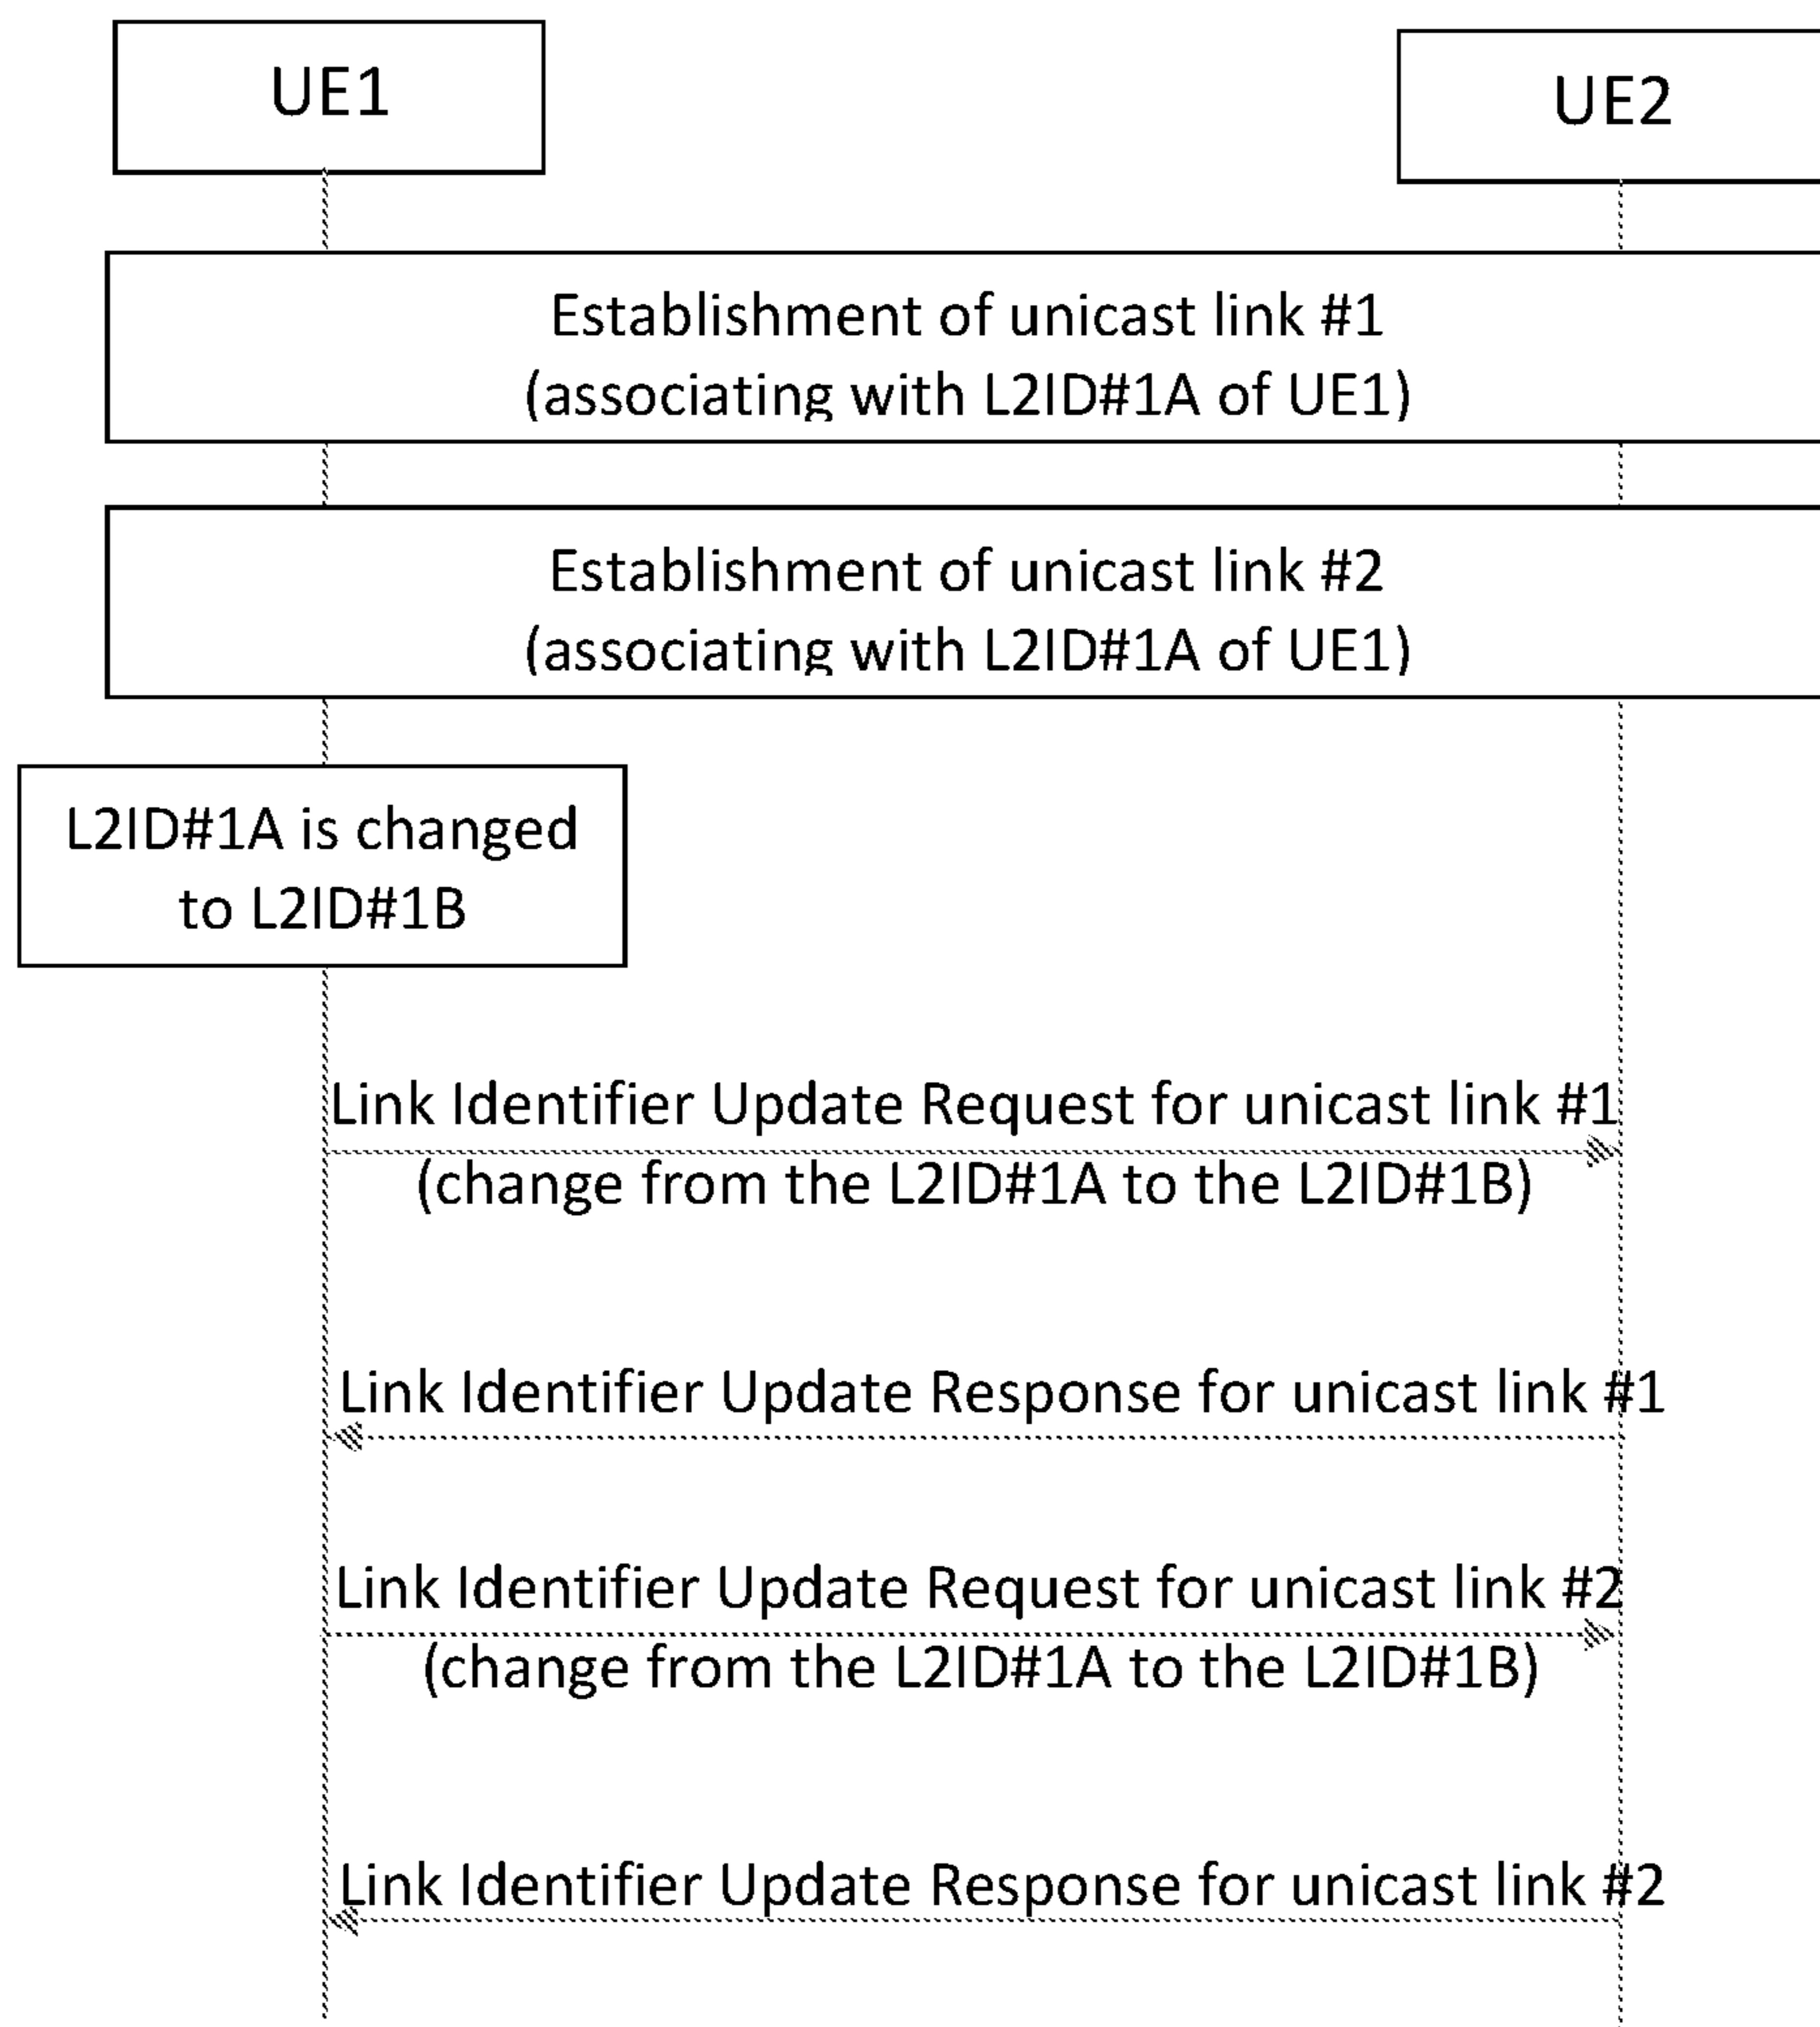 UE1
UE2
Establishment of unicast link #1
(associating with L2ID#1A of UE1)
Establishment of unicast link #2
(associating with L2ID#1A of UE1)
L2ID#1A is changed
to L2ID#1B
Link Identifier Update Request for unicast link #1
(change from the L2ID#1A to the L2ID#1B)
Link Identifier Update Response for unicast link #1
Link Identifier Update Request for unicast link #2
(change from the L2ID#1A to the L2ID#1B)
Link Identifier Update Response for unicast link #2